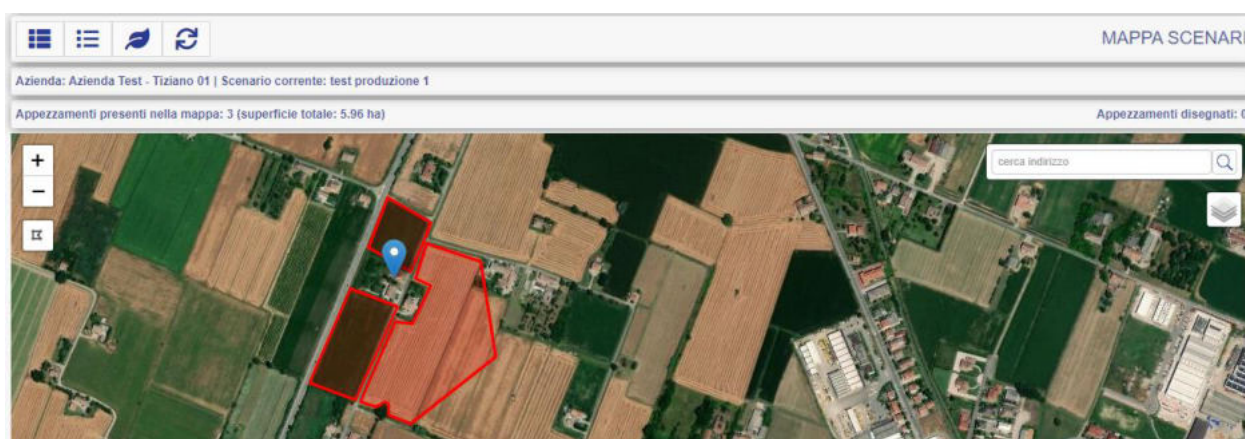 MAPPA SCENARI
Azienda: Azienda Test - Tiziano 01 | Scenario corrente: test produzione 1
Appezzamenti presenti nella mappa: 3 (superficie totale: 5.96 ha)
Appezzamenti disegnati: 0
+
cerca indirizzo
−